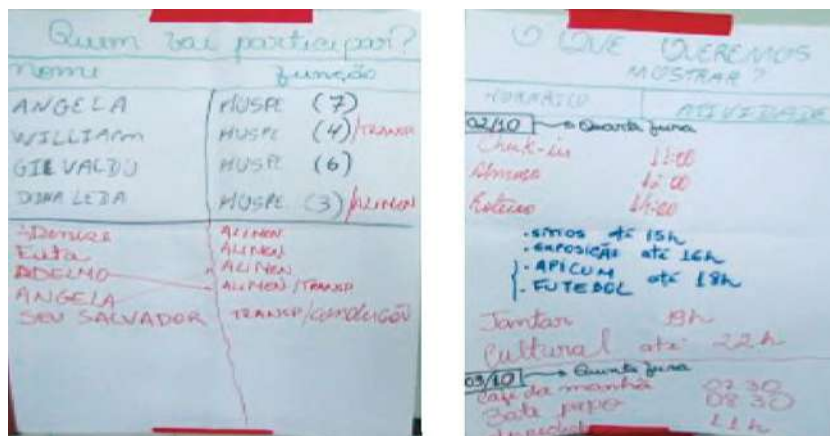 Quem vai participar?
Nome função
ANGELA HOSPE (7)
WILLIAM HOSPE (4)/TRANSP
GILVALDO HOSPE (6)
DONA LEDA HOSPE (3)/ALIMEN
Denise ALIMEN
ALIMEN
ADELMO ALIMEN
ANGELA ALIMEN/TRANSP
SEU SALVADOR TRANSP/CONDUÇÃO
O QUE QUEREMOS
MOSTRAR?
HORÁRIO ATIVIDADE
02/10 → Quarta feira
Chek-in 11:00
Almoço 12:00
Roteiro 14:00
. SITIOS até 15h
. EXPOSIÇÃO até 16h
. APICUM até 18h
. FUTEBOL
Jantar 19h
Cultural até 22h
03/10 → Quinta feira
Café da manhã 07 30
Bate papo 08 30
11h